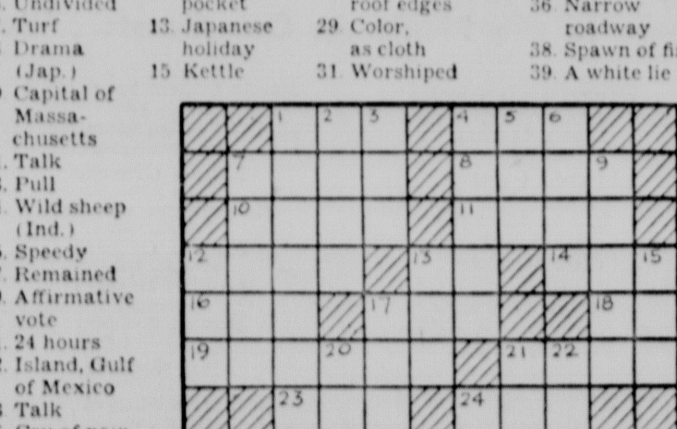 . Undivided
. Turf
Drama
(Jap.)
Capital of
Massa-
chusetts
. Talk
. Pull
. Wild sheep
(Ind.)
. Speedy
. Remained
. Affirmative
vote
. 24 hours
. Island, Gulf
of Mexico
Talk
pocket
13. Japanese
holiday
15 Kettle
roof edges
29. Color,
as cloth
31. Worshiped
36. Narrow
roadway
38. Spawn of fi
39. A white lie
1 2 3 4 5 6
7 8 9
10 11
12 13 14 15
16 17 18
19 20 21 22
23 24